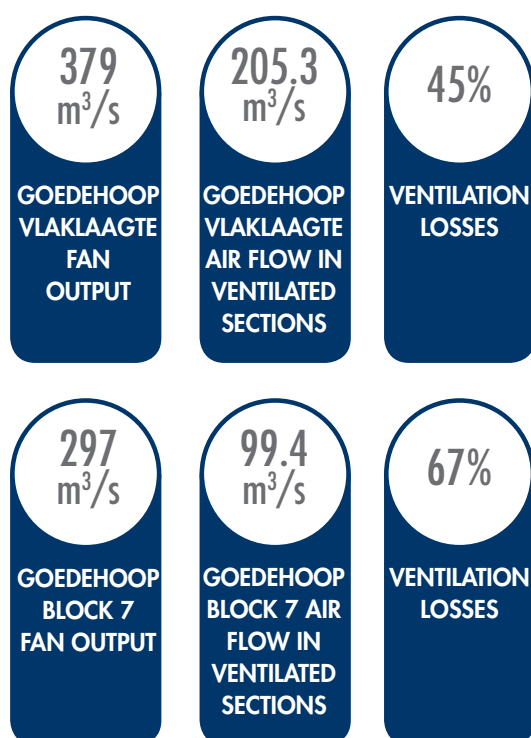 379
m³/s
GOEDEHOOP
VLAKLAAGTE
FAN
OUTPUT
205.3
m³/s
GOEDEHOOP
VLAKLAAGTE
AIR FLOW IN
VENTILATED
SECTIONS
45%
VENTILATION
LOSSES
297
m³/s
GOEDEHOOP
BLOCK 7
FAN OUTPUT
99.4
m³/s
GOEDEHOOP
BLOCK 7 AIR
FLOW IN
VENTILATED
SECTIONS
67%
VENTILATION
LOSSES